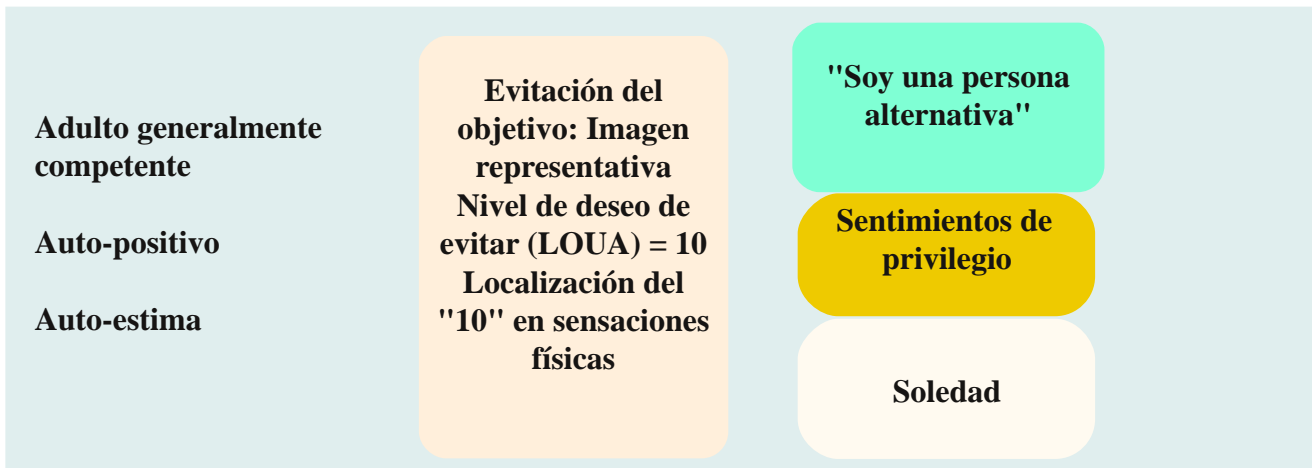 Adulto generalmente
competente
Auto-positivo
Auto-estima
Evitación del
objetivo: Imagen
representativa
Nivel de deseo de
evitar (LOUA) = 10
Localización del
"10" en sensaciones
físicas
"Soy una persona
alternativa"
Sentimientos de
privilegio
Soledad